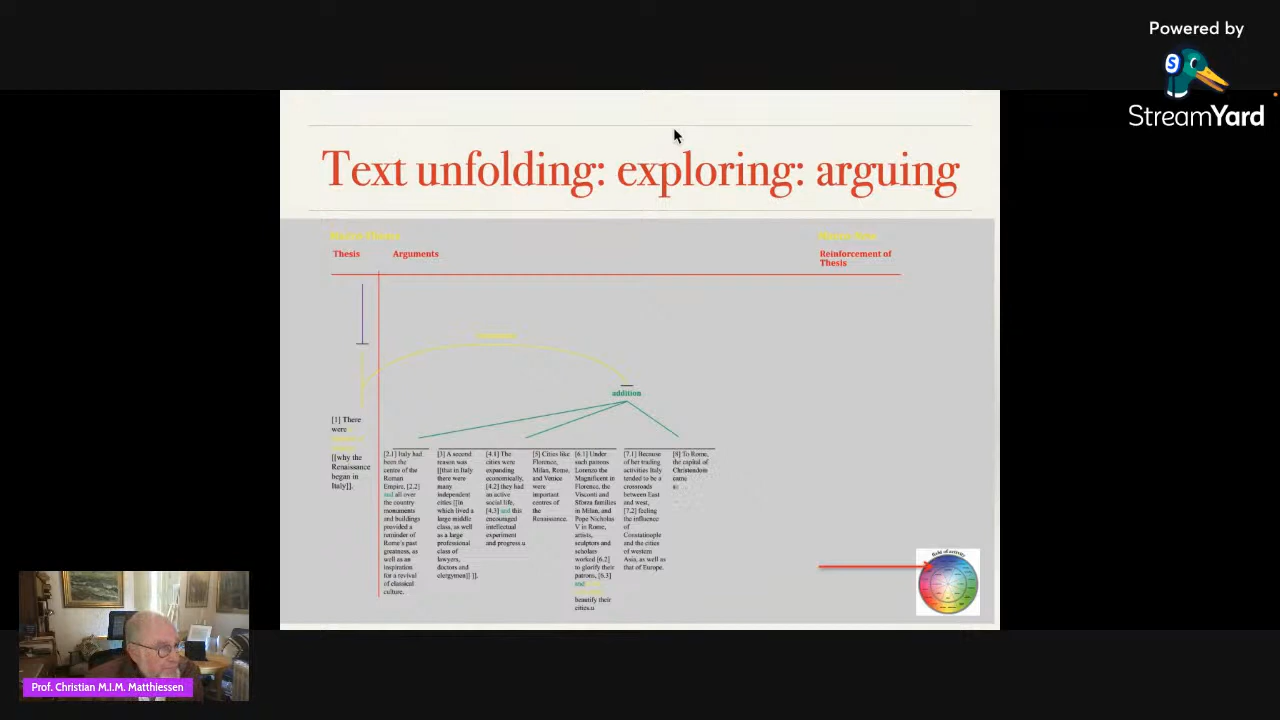 Powered by
StreamYard
Text unfolding: exploring: arguing
Thesis
Arguments
Reinforcement of
Thesis
addition
[1] There
were
[[why the
Renaissance
began in
Italy]].
[2.1] Italy had
been the
centre of the
Roman
Empire, [2.2]
and all over
the country
monuments
and buildings
provided a
reminder of
Rome's past
greatness, as
well as an
inspiration
for a revival
of classical
culture.
[3] A second
reason was
[[that in Italy
there were
many
independent
cities [[in
which lived a
large middle
class, as well
as a large
professional
class of
lawyers,
doctors and
clergymen]] ]].
[4.1] The
cities were
expanding
economically,
[4.2] they had
an active
social life,
[4.3] and this
encouraged
intellectual
experiment
and progress.
[5] Cities like
Florence,
Milan, Rome,
and Venice
were
important
centres of
the
Renaissance.
[6.1] Under
such patrons
Lorenzo the
Magnificent in
Florence, the
Visconti and
Sforza families
in Milan, and
Pope Nicholas
V in Rome,
artists,
sculptors and
scholars
worked [6.2]
to glorify their
patrons, [6.3]
and
beautify their
cities.
[7.1] Because
of her trading
activities Italy
tended to be a
crossroads
between East
and west,
[7.2] feeling
the influence
of
Constatinople
and the cities
of western
Asia, as well as
that of Europe.
[8] To Rome,
the capital of
Christendom
came
field of activity
Prof. Christian M.I.M. Matthiessen